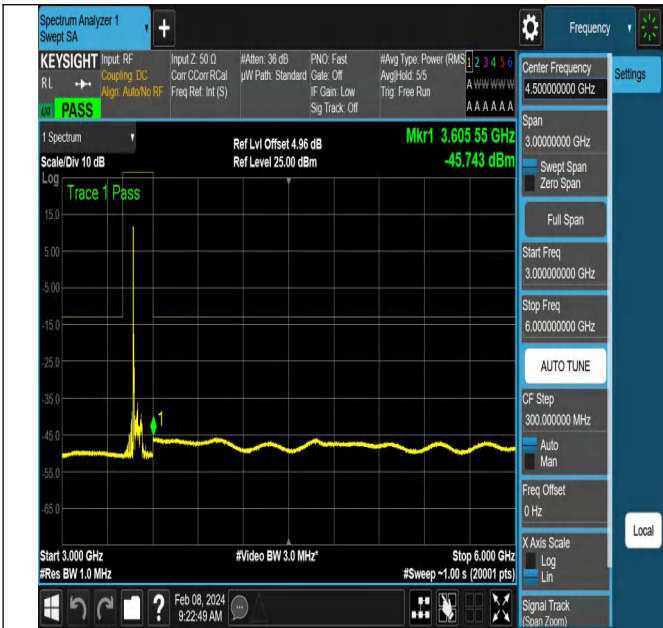 Spectrum Analyzer 1
Swept SA
+
Frequency
KEYSIGHT
RL
PASS
Input: RF
Coupling: DC
Align: Auto/No RF
Input Z: 50 Ω
Corr CCorr RCal
Freq Ref: Int (S)
#Atten: 36 dB
µW Path: Standard
PNO: Fast
Gate: Off
IF Gain: Low
Sig Track: Off
#Avg Type: Power (RMS
Avg|Hold: 5/5
Trig: Free Run
1 2 3 4 5 6
A W W W W W
A A A A A A
1 Spectrum
Scale/Div 10 dB
Ref Lvl Offset 4.96 dB
Ref Level 25.00 dBm
Mkr1 3.605 55 GHz
-45.743 dBm
Log
Trace 1 Pass
15.0
5.00
-5.00
-15.0
-25.0
-35.0
-45.0
-55.0
-65.0
1
Start 3.000 GHz
#Res BW 1.0 MHz
#Video BW 3.0 MHz*
Stop 6.000 GHz
#Sweep ~1.00 s (20001 pts)
?
Feb 08, 2024
9:22:49 AM
Center Frequency
4.500000000 GHz
Settings
Span
3.00000000 GHz
Swept Span
Zero Span
Full Span
Start Freq
3.000000000 GHz
Stop Freq
6.000000000 GHz
AUTO TUNE
CF Step
300.000000 MHz
Auto
Man
Freq Offset
0 Hz
X Axis Scale
Log
Lin
Signal Track
(Span Zoom)
Local